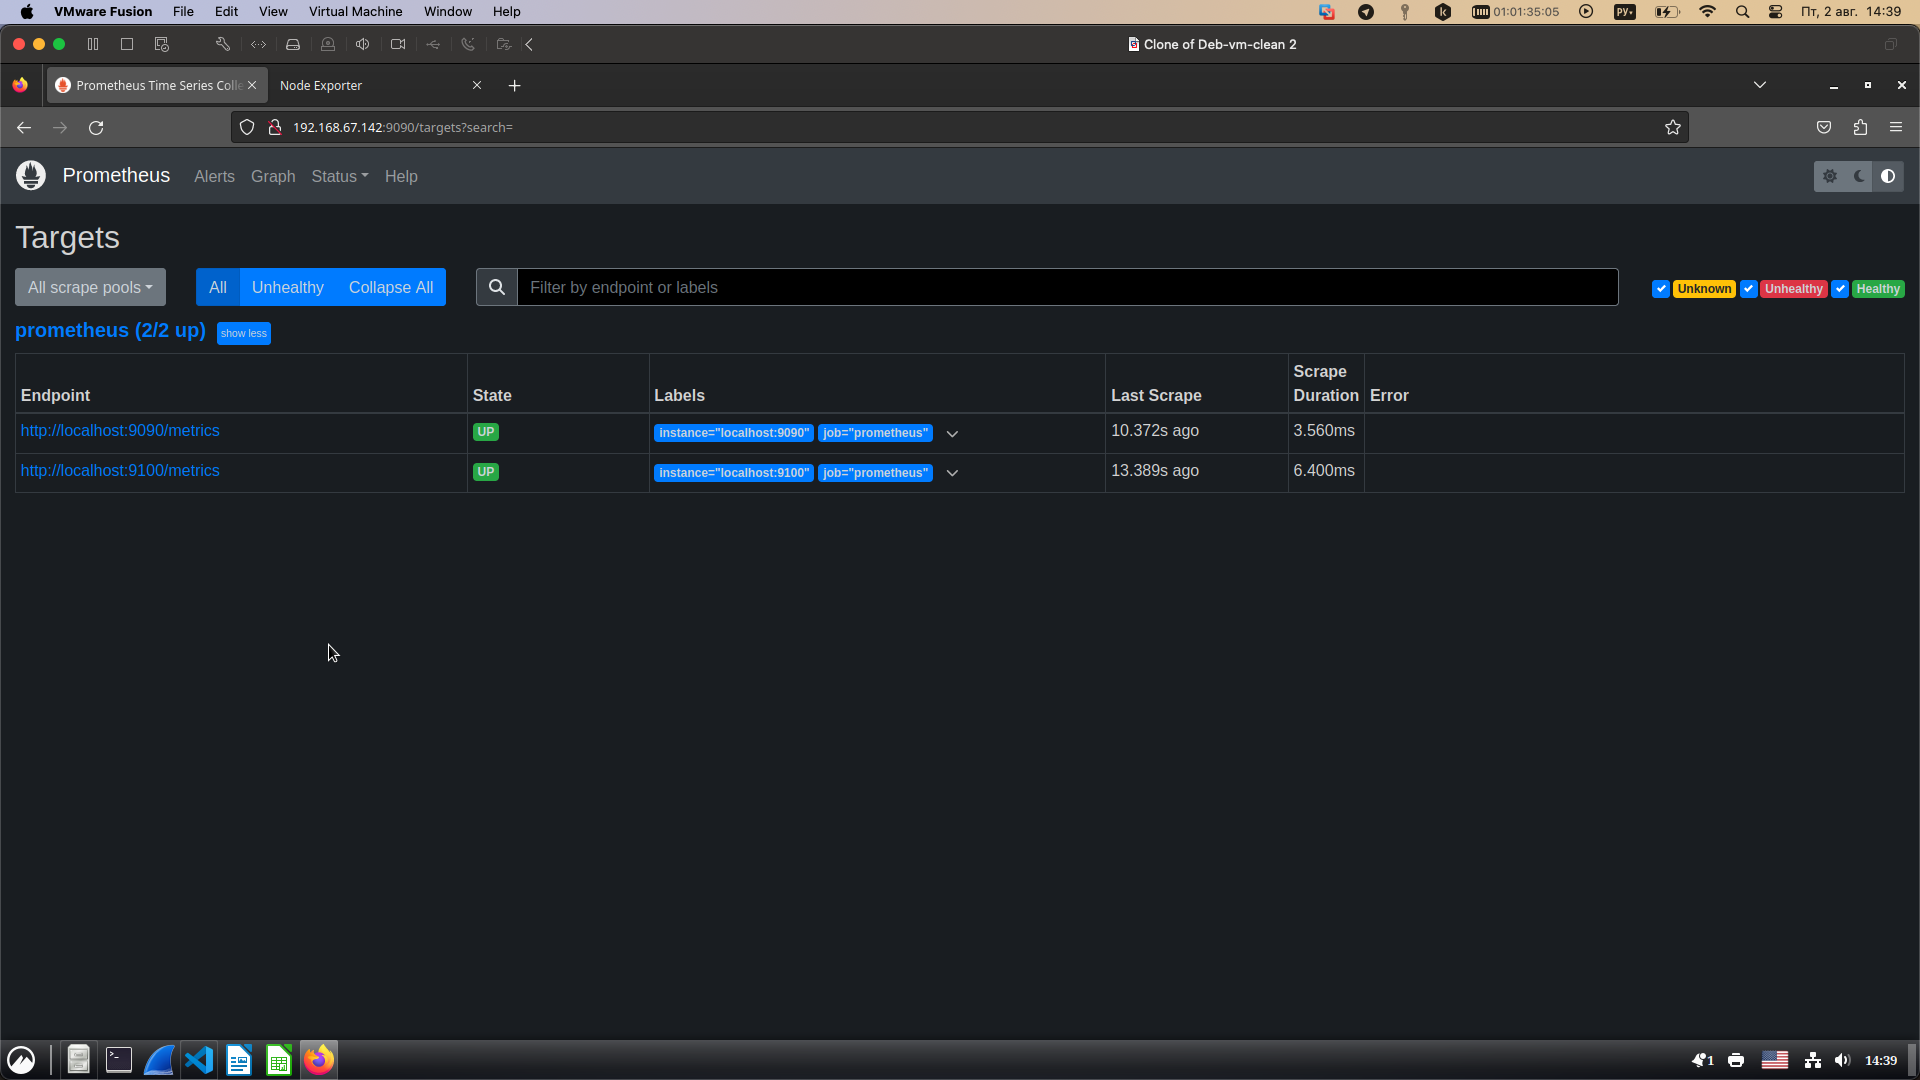 VMware Fusion File Edit View Virtual Machine Window Help 01:01:35:05 РУ Пт, 2 авг. 14:39
Clone of Deb-vm-clean 2
Prometheus Time Series Colle Node Exporter
192.168.67.142:9090/targets?search=
Prometheus Alerts Graph Status Help
Targets
All scrape pools All Unhealthy Collapse All Filter by endpoint or labels Unknown Unhealthy Healthy
prometheus (2/2 up) show less
Endpoint State Labels Last Scrape Scrape Duration Error
http://localhost:9090/metrics UP instance="localhost:9090" job="prometheus" 10.372s ago 3.560ms
http://localhost:9100/metrics UP instance="localhost:9100" job="prometheus" 13.389s ago 6.400ms
1 14:39